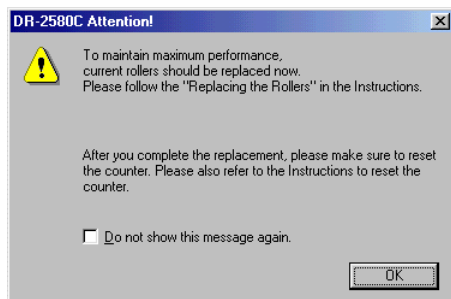 DR-2580C Attention!
To maintain maximum performance,
current rollers should be replaced now.
Please follow the "Replacing the Rollers" in the Instructions.
After you complete the replacement, please make sure to reset
the counter. Please also refer to the Instructions to reset the
counter.
Do not show this message again.
OK